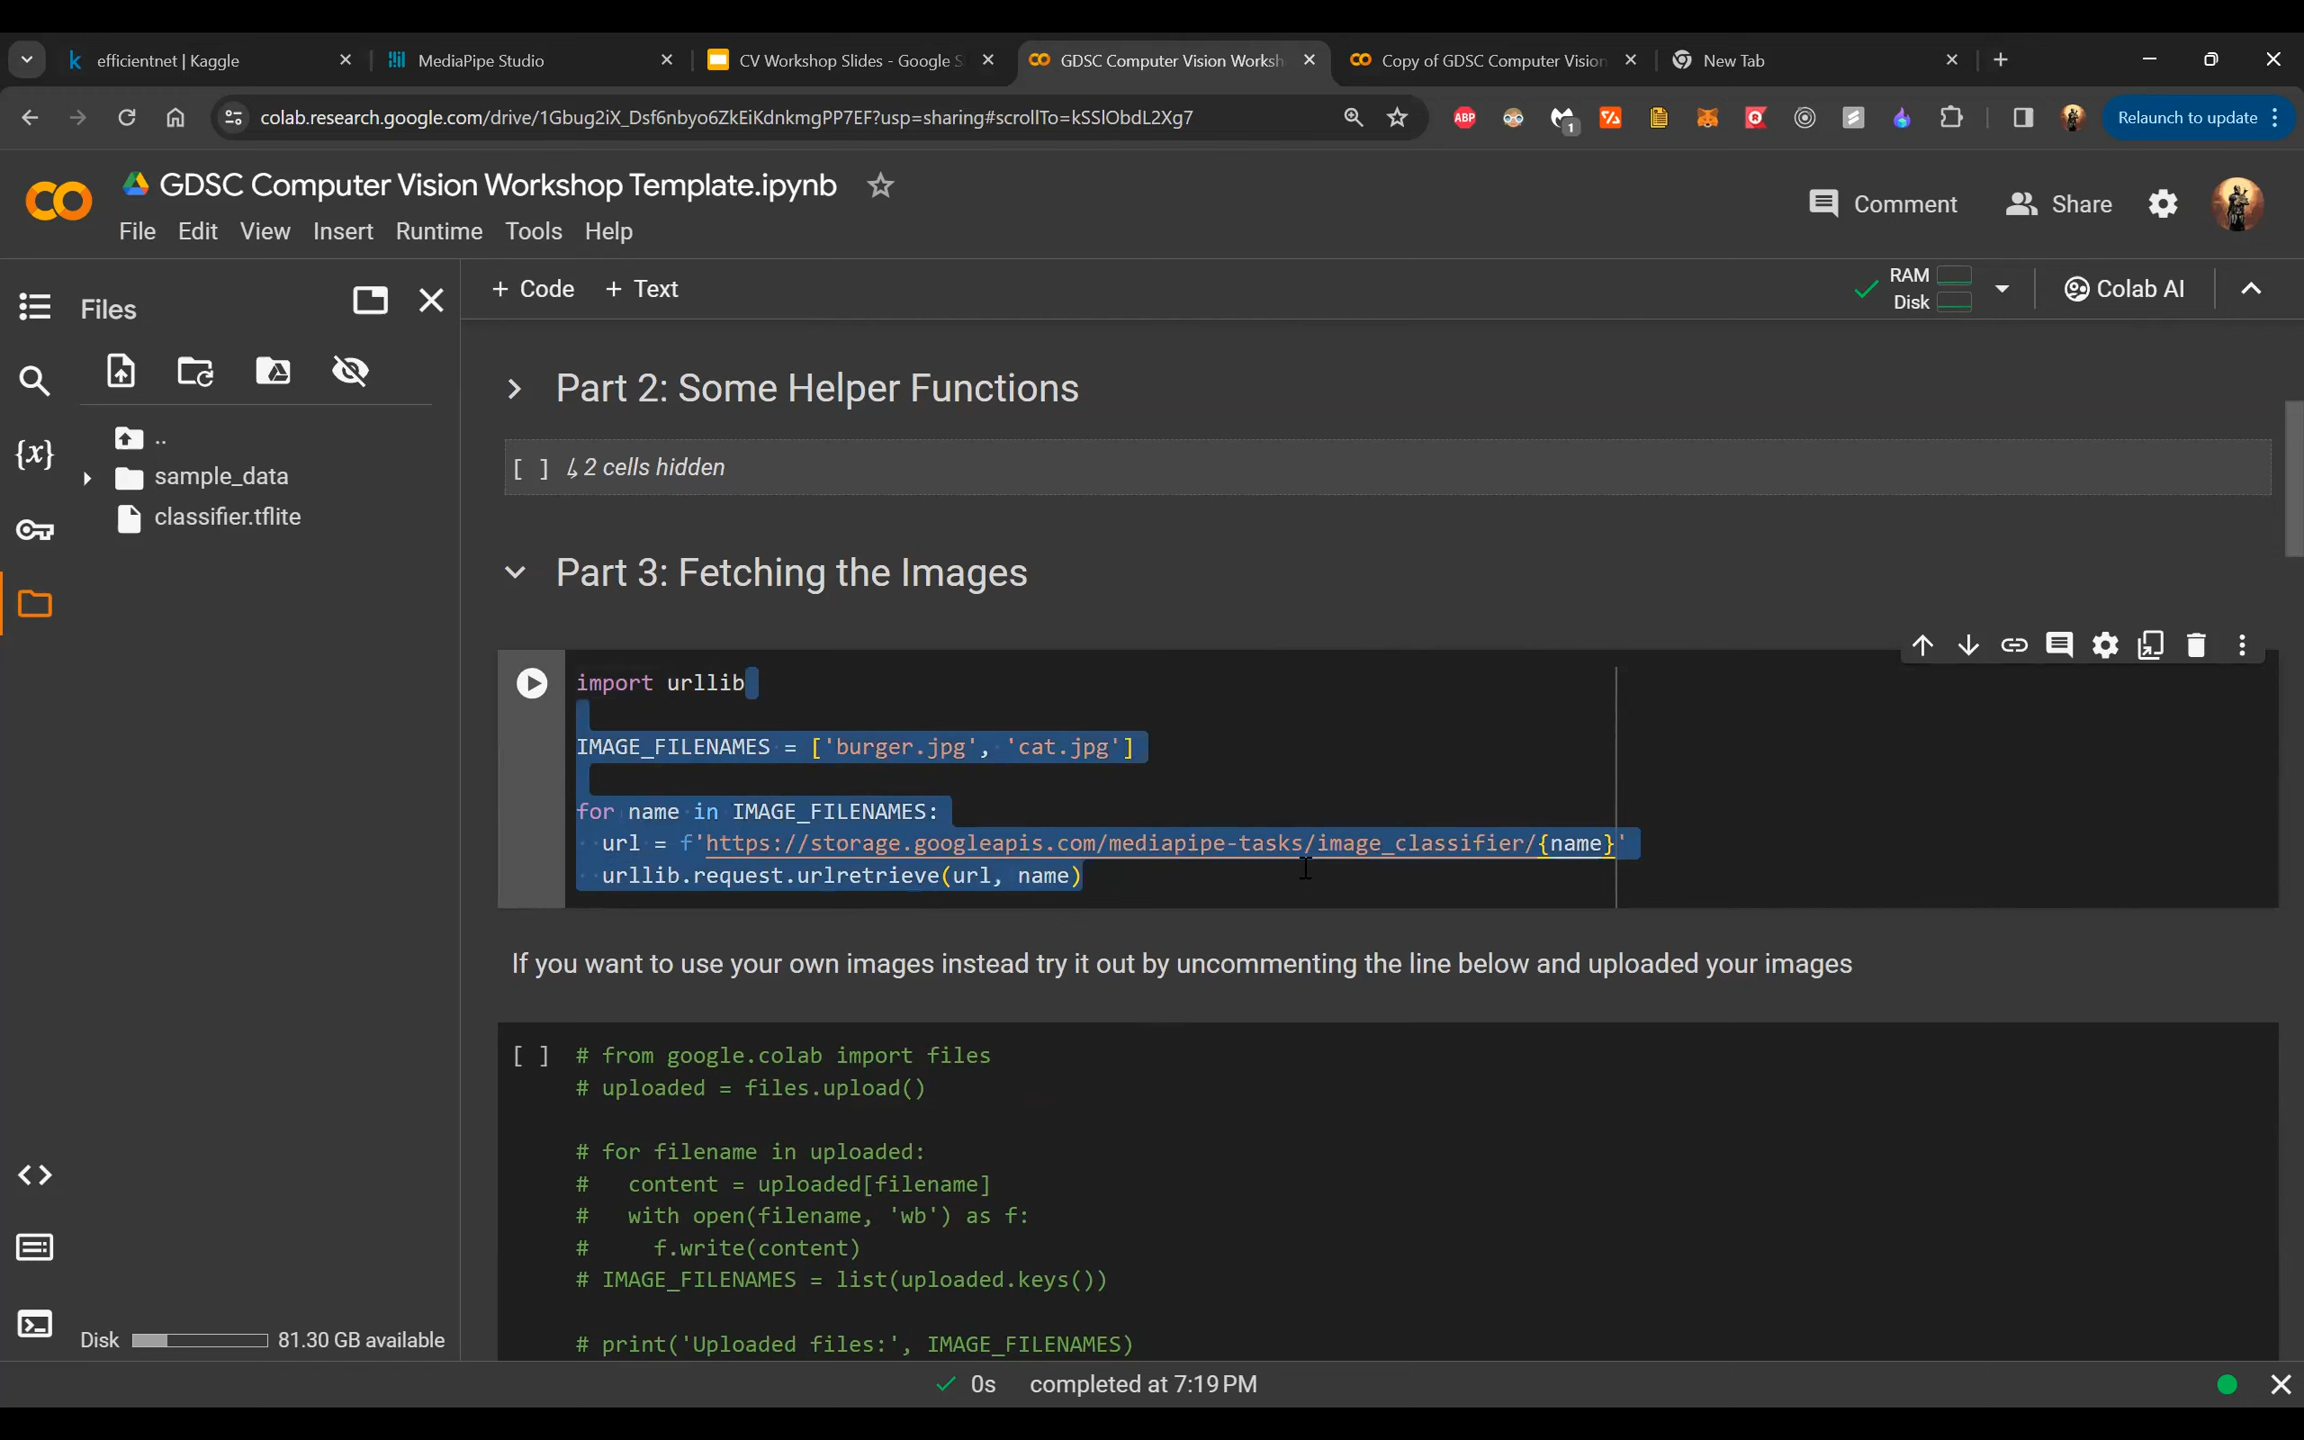 efficientnet | Kaggle
MediaPipe Studio
CV Workshop Slides - Google S
GDSC Computer Vision Worksh
Copy of GDSC Computer Vision
New Tab
colab.research.google.com/drive/1Gbug2iX_Dsf6nbyo6ZkEiKdnkmgPP7EF?usp=sharing#scrollTo=kSSlObdL2Xg7
ABP
1
Relaunch to update
GDSC Computer Vision Workshop Template.ipynb
Comment
Share
File Edit View Insert Runtime Tools Help
Files
+ Code + Text
RAM
Disk
Colab AI
..
sample_data
classifier.tflite
{x}
Part 2: Some Helper Functions
[ ] ↳ 2 cells hidden
Part 3: Fetching the Images
import urllib
IMAGE_FILENAMES = ['burger.jpg', 'cat.jpg']
for name in IMAGE_FILENAMES:
  url = f'https://storage.googleapis.com/mediapipe-tasks/image_classifier/{name}'
  urllib.request.urlretrieve(url, name)
If you want to use your own images instead try it out by uncommenting the line below and uploaded your images
[ ] # from google.colab import files
# uploaded = files.upload()
# for filename in uploaded:
#   content = uploaded[filename]
#   with open(filename, 'wb') as f:
#     f.write(content)
# IMAGE_FILENAMES = list(uploaded.keys())
# print('Uploaded files:', IMAGE_FILENAMES)
Disk 81.30 GB available
0s completed at 7:19 PM